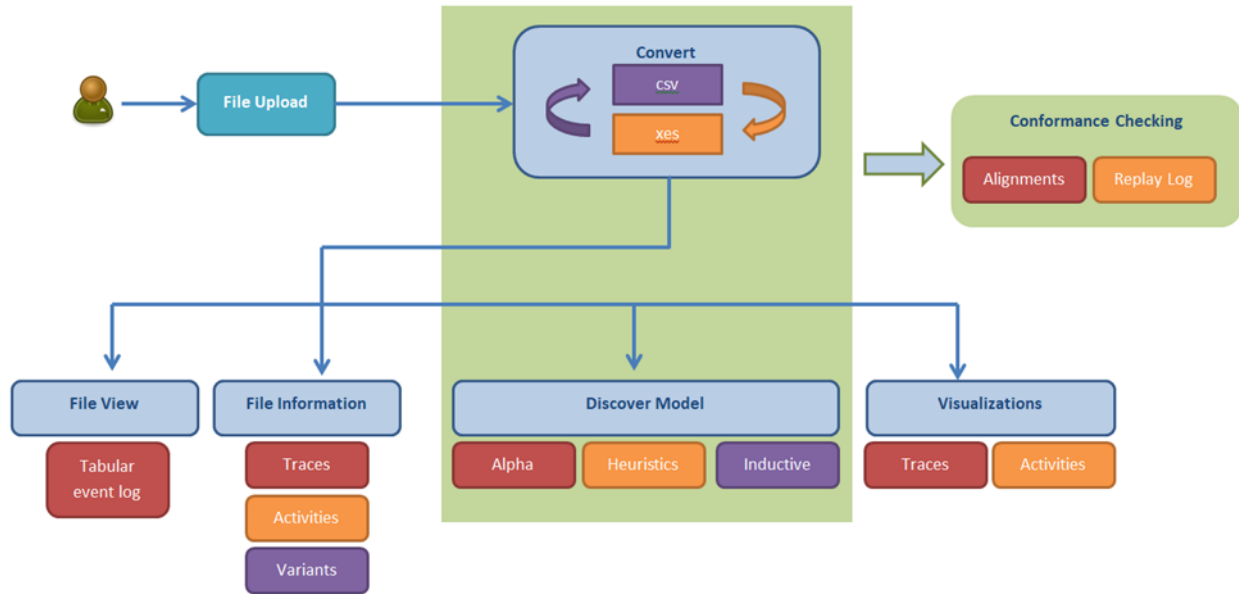 Convert
csv
File Upload
xes
Conformance Checking
Alignments
Replay Log
File View
File Information
Discover Model
Visualizations
Tabular
event log
Traces
Activities
Variants
Alpha
Heuristics
Inductive
Traces
Activities